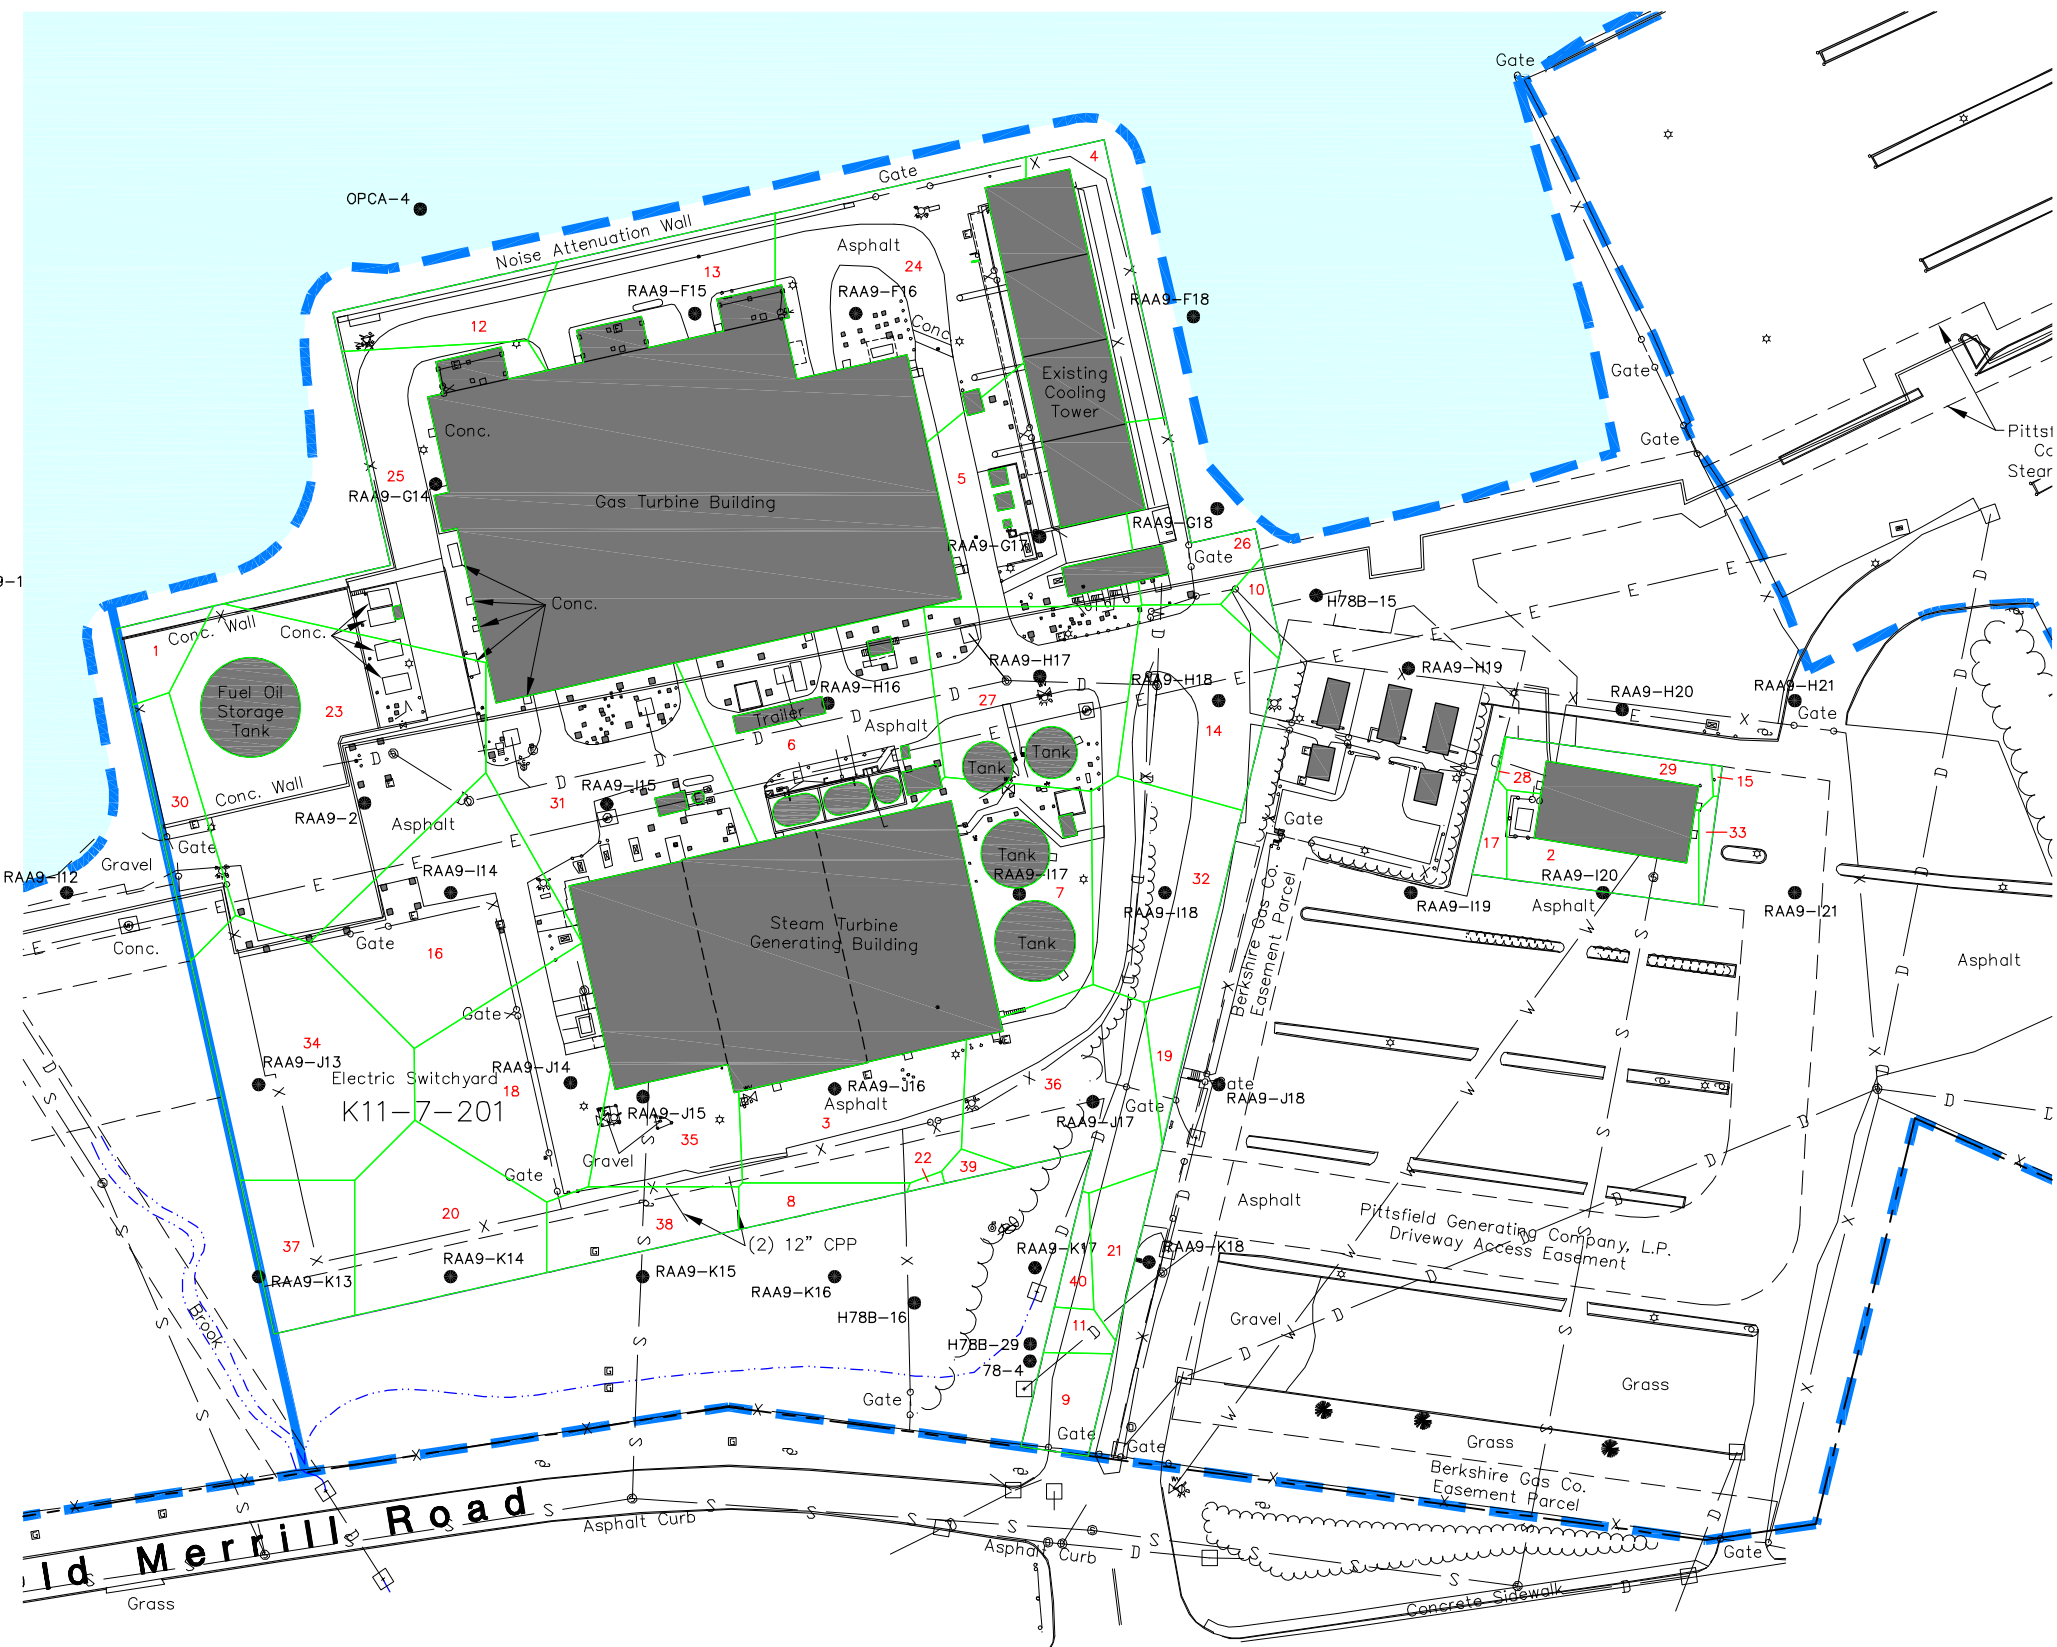 Gate
4
OPCA-4
Gate
Noise Attenuation Wall
Asphalt
24
13
RAA9-F15
RAA9-F16
RAA9-F18
12
Conc.
Gate
Existing
Cooling
Tower
Conc.
Gate
25
5
RAA9-G14
Gas Turbine Building
RAA9-G18
RAA9-G17
26
Gate
9-1
10
Conc.
H78B-15
Conc. Wall
Conc.
1
RAA9-H17
RAA9-H19
RAA9-H18
RAA9-H20
RAA9-H21
Fuel Oil
Storage
Tank
23
RAA9-H16
27
Trailer
Asphalt
Gate
14
6
Tank
Tank
28
29
15
Conc. Wall
30
31
RAA9-I15
RAA9-2
Asphalt
Gate
33
Gate
17
2
Gravel
Tank
RAA9-I12
RAA9-I14
RAA9-I17
7
32
RAA9-I20
RAA9-I18
RAA9-I19
Asphalt
RAA9-I21
Steam Turbine
Generating Building
Tank
Conc.
Gate
16
Berkshire Gas Co.
Easement Parcel
Asphalt
Gate
34
RAA9-J13
RAA9-J14
19
Electric Switchyard
18
36
Gate
RAA9-J16
RAA9-J18
K11-7-201
RAA9-J15
Asphalt
Gate
RAA9-J17
3
35
Gravel
22
39
Gate
20
38
8
Asphalt
Pittsfield Generating Company, L.P.
Driveway Access Easement
37
(2) 12" CPP
RAA9-K14
RAA9-K13
RAA9-K15
RAA9-K16
RAA9-K17
21
RAA9-K18
40
Brook
H78B-16
11
Gravel
H78B-29
78-4
Grass
Gate
9
Gate
Gate
Grass
Berkshire Gas Co.
Easement Parcel
ld Merrill Road
Asphalt Curb
Asphalt Curb
Gate
Grass
Concrete Sidewalk